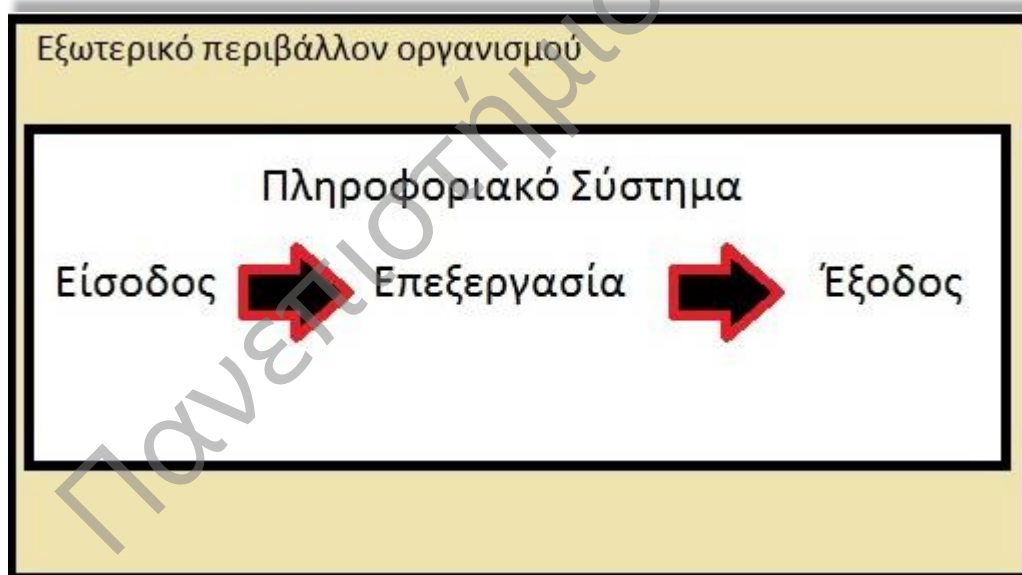 Εξωτερικό περιβάλλον οργανισμού
Πληροφοριακό Σύστημα
Είσοδος Επεξεργασία Έξοδος
Πανεπιστήμιο